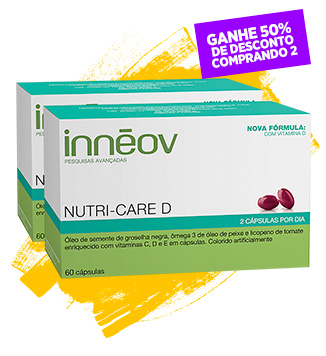 GANHE 50%
DE DESCONTO
COMPRANDO 2
innēov
PESQUISAS AVANÇADAS
NOVA FÓRMULA:
COM VITAMINA D
NUTRI-CARE D
2 CÁPSULAS POR DIA
Óleo de semente de groselha negra, ômega 3 de óleo de peixe e licopeno de tomate
enriquecido com vitaminas C, D e E em cápsulas. Colorido artificialmente
60 cápsulas
60